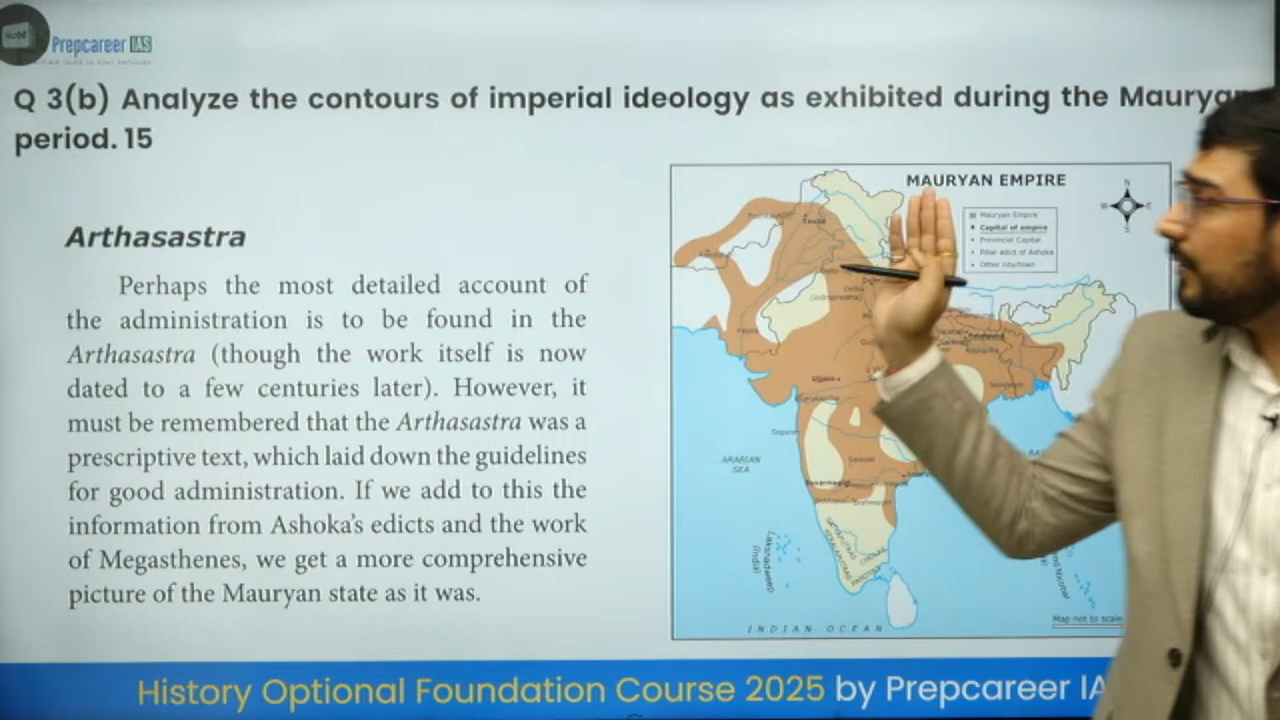 Prepcareer IAS
Q 3(b) Analyze the contours of imperial ideology as exhibited during the Mauryan
period. 15
Arthasastra
Perhaps the most detailed account of
the administration is to be found in the
Arthasastra (though the work itself is now
dated to a few centuries later). However, it
must be remembered that the Arthasastra was a
prescriptive text, which laid down the guidelines
for good administration. If we add to this the
information from Ashoka's edicts and the work
of Megasthenes, we get a more comprehensive
picture of the Mauryan state as it was.
MAURYAN EMPIRE
N
W E
S
Mauryan Empire
Capital of empire
Provincial Capital
Pillar edict of Ashoka
Other city/town
Ujjain
ARABIAN
SEA
Lakshadweep
(India)
INDIAN OCEAN
Map not to scale
History Optional Foundation Course 2025 by Prepcareer IA